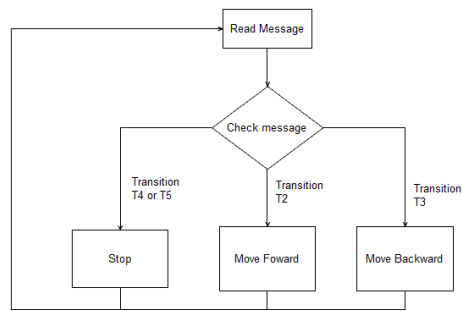 Read Message
Check message
Transition
T4 or T5
Transition
T2
Transition
T3
Stop
Move Foward
Move Backward